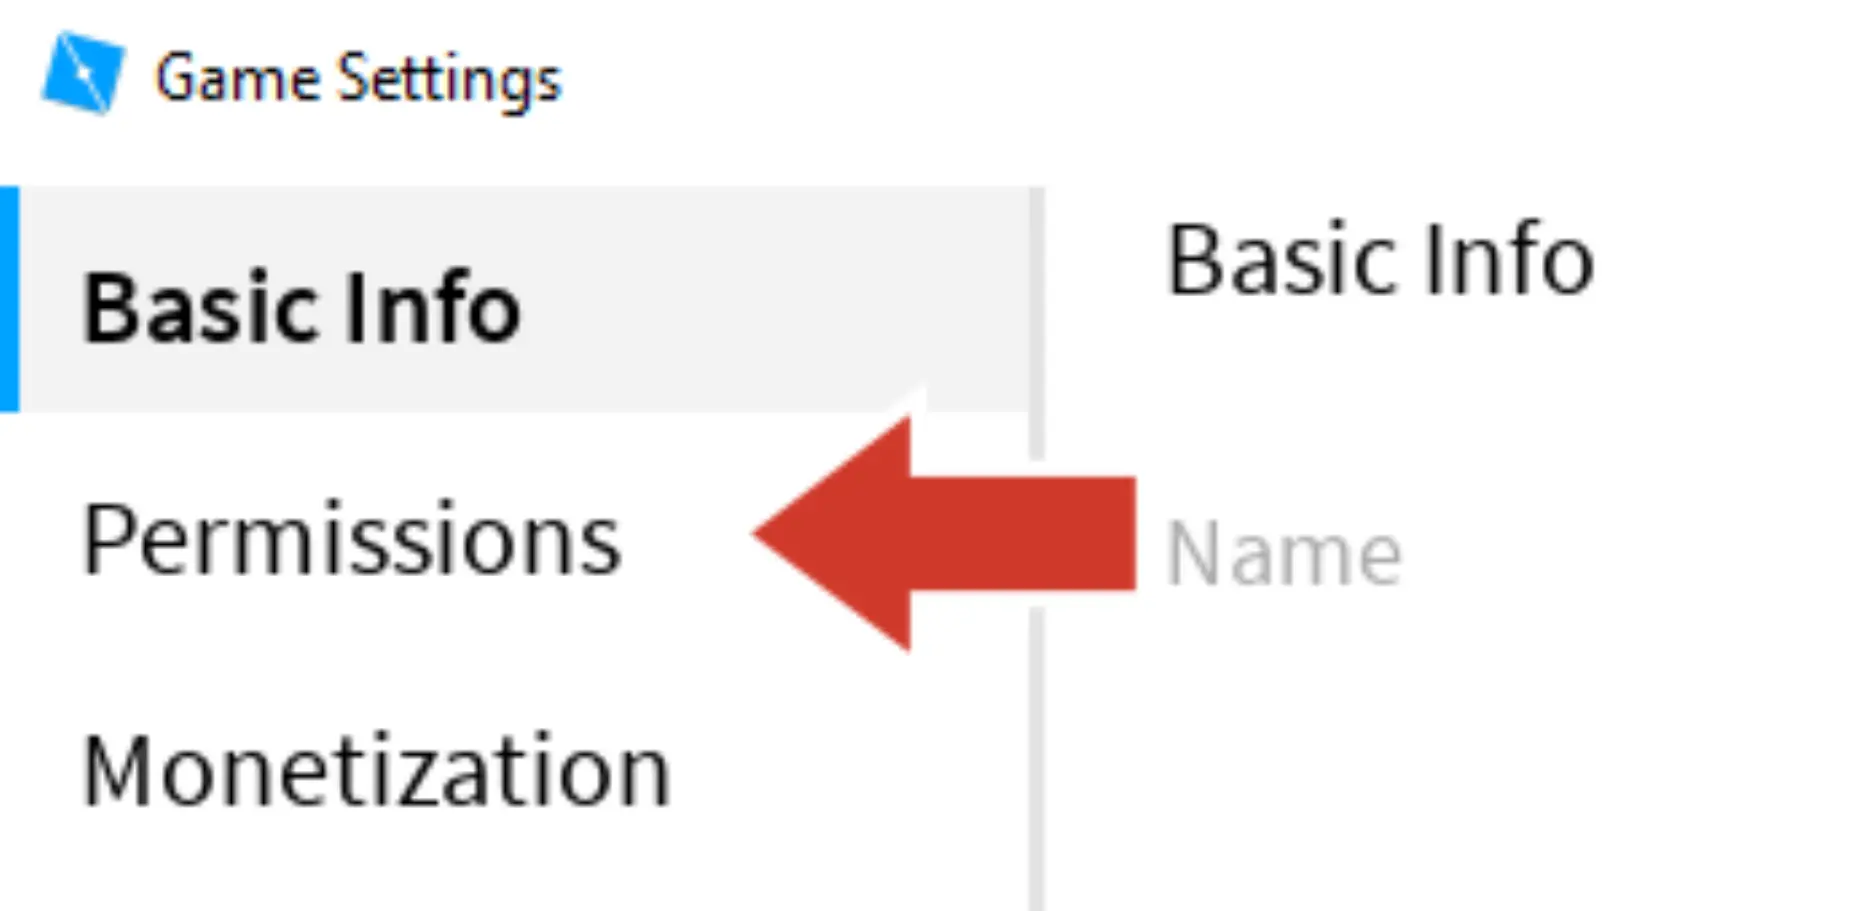 Game Settings
Basic Info
Permissions
Monetization
Basic Info
Name